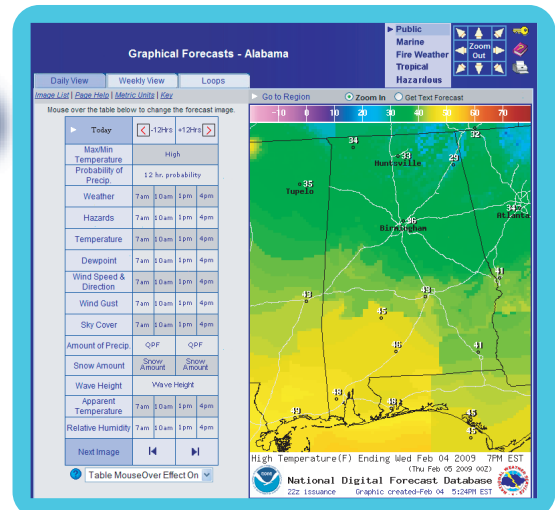 Graphical Forecasts - Alabama
Public
Marine
Fire Weather
Tropical
Hazardous
Zoom
Out
Daily View
Weekly View
Loops
Image List | Page Help | Metric Units | Key
Go to Region
Zoom In
Get Text Forecast
Mouse over the table below to change the forecast image.
Today
-12Hrs
+12Hrs
Max/Min
Temperature
High
Probability of
Precip.
12 hr. probability
Weather
7am 10am 1pm 4pm
Hazards
7am 10am 1pm 4pm
Temperature
7am 10am 1pm 4pm
Dewpoint
7am 10am 1pm 4pm
Wind Speed &
Direction
7am 10am 1pm 4pm
Wind Gust
7am 10am 1pm 4pm
Sky Cover
7am 10am 1pm 4pm
Amount of Precip.
QPF
QPF
Snow Amount
Snow
Amount
Snow
Amount
Wave Height
Wave Height
Apparent
Temperature
7am 10am 1pm 4pm
Relative Humidity
7am 10am 1pm 4pm
Next Image
Table MouseOver Effect On
-10 0 10 20 30 40 50 60 70
32
34
33
Huntsville
29
35
Tupelo
34
Atlanta
36
Birmingham
41
43
43
45
46
41
48
48
49
45
45
High Temperature(F) Ending Wed Feb 04 2009 7PM EST
(Thu Feb 05 2009 00Z)
National Digital Forecast Database
22z issuance Graphic created-Feb 04 5:24PM EST